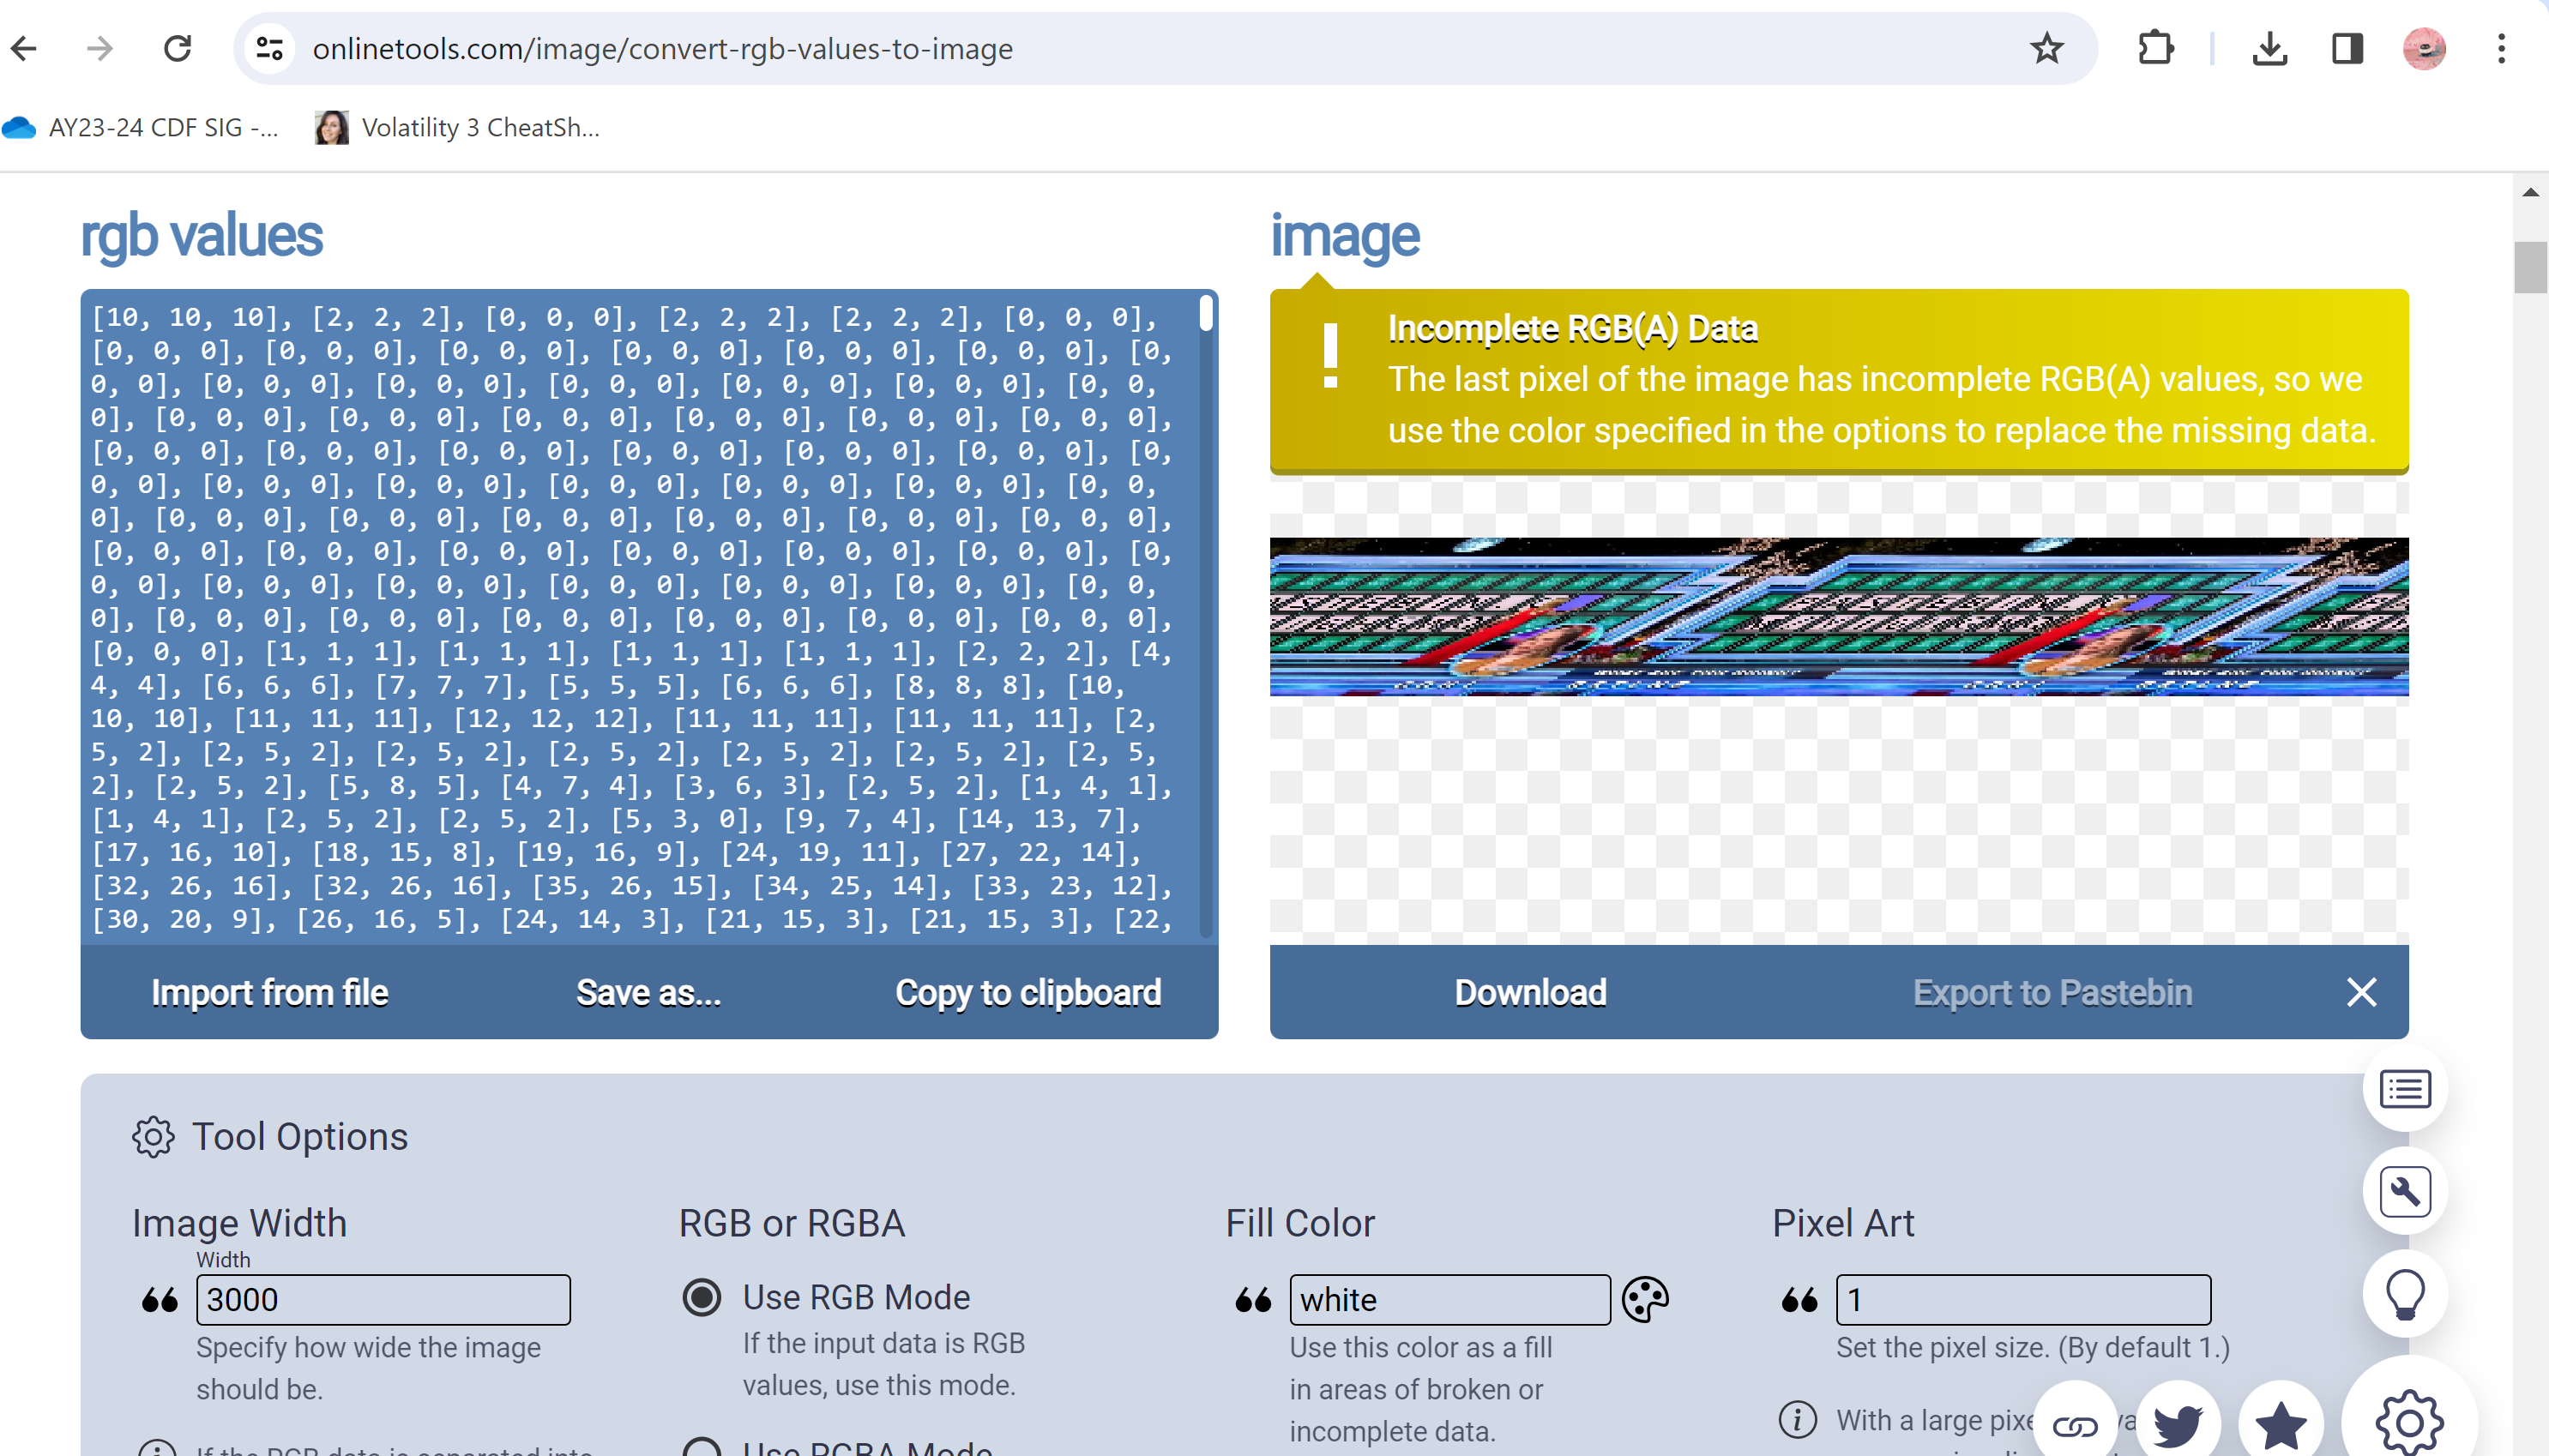 onlinetools.com/image/convert-rgb-values-to-image
AY23-24 CDF SIG -...
Volatility 3 CheatSh...
rgb values
[10, 10, 10], [2, 2, 2], [0, 0, 0], [2, 2, 2], [2, 2, 2], [0, 0, 0],
[0, 0, 0], [0, 0, 0], [0, 0, 0], [0, 0, 0], [0, 0, 0], [0, 0, 0], [0,
0, 0], [0, 0, 0], [0, 0, 0], [0, 0, 0], [0, 0, 0], [0, 0, 0], [0, 0,
0], [0, 0, 0], [0, 0, 0], [0, 0, 0], [0, 0, 0], [0, 0, 0], [0, 0, 0],
[0, 0, 0], [0, 0, 0], [0, 0, 0], [0, 0, 0], [0, 0, 0], [0, 0, 0], [0,
0, 0], [0, 0, 0], [0, 0, 0], [0, 0, 0], [0, 0, 0], [0, 0, 0], [0, 0,
0], [0, 0, 0], [0, 0, 0], [0, 0, 0], [0, 0, 0], [0, 0, 0], [0, 0, 0],
[0, 0, 0], [0, 0, 0], [0, 0, 0], [0, 0, 0], [0, 0, 0], [0, 0, 0], [0,
0, 0], [0, 0, 0], [0, 0, 0], [0, 0, 0], [0, 0, 0], [0, 0, 0], [0, 0,
0], [0, 0, 0], [0, 0, 0], [0, 0, 0], [0, 0, 0], [0, 0, 0], [0, 0, 0],
[0, 0, 0], [1, 1, 1], [1, 1, 1], [1, 1, 1], [1, 1, 1], [2, 2, 2], [4,
4, 4], [6, 6, 6], [7, 7, 7], [5, 5, 5], [6, 6, 6], [8, 8, 8], [10,
10, 10], [11, 11, 11], [12, 12, 12], [11, 11, 11], [11, 11, 11], [2,
5, 2], [2, 5, 2], [2, 5, 2], [2, 5, 2], [2, 5, 2], [2, 5, 2], [2, 5,
2], [2, 5, 2], [5, 8, 5], [4, 7, 4], [3, 6, 3], [2, 5, 2], [1, 4, 1],
[1, 4, 1], [2, 5, 2], [2, 5, 2], [5, 3, 0], [9, 7, 4], [14, 13, 7],
[17, 16, 10], [18, 15, 8], [19, 16, 9], [24, 19, 11], [27, 22, 14],
[32, 26, 16], [32, 26, 16], [35, 26, 15], [34, 25, 14], [33, 23, 12],
[30, 20, 9], [26, 16, 5], [24, 14, 3], [21, 15, 3], [21, 15, 3], [22,
Import from file
Save as...
Copy to clipboard
image
Incomplete RGB(A) Data
The last pixel of the image has incomplete RGB(A) values, so we
use the color specified in the options to replace the missing data.
Download
Export to Pastebin
Tool Options
Image Width
Width
3000
Specify how wide the image
should be.
RGB or RGBA
Use RGB Mode
If the input data is RGB
values, use this mode.
Use RGBA Mode
Fill Color
white
Use this color as a fill
in areas of broken or
incomplete data.
Pixel Art
1
Set the pixel size. (By default 1.)
With a large